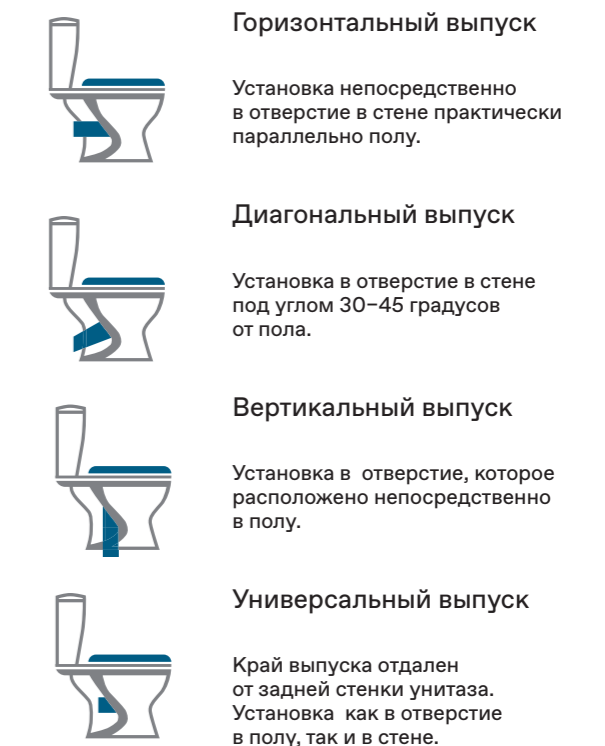 Горизонтальный выпуск
Установка непосредственно
в отверстие в стене практически
параллельно полу.
Диагональный выпуск
Установка в отверстие в стене
под углом 30–45 градусов
от пола.
Вертикальный выпуск
Установка в  отверстие, которое
расположено непосредственно
в полу.
Универсальный выпуск
Край выпуска отдален
от задней стенки унитаза.
Установка  как в отверстие
в полу, так и в стене.